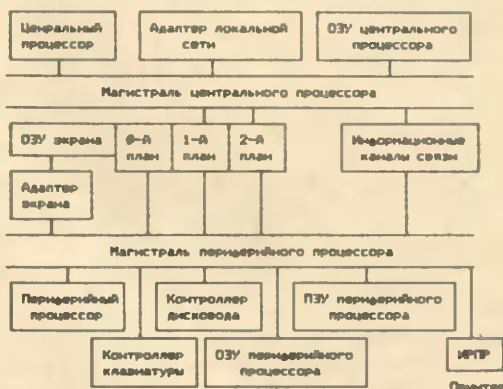 Ценральный
процессор
Адаптер локальной
сети
ОЗУ центрального
процессора
Магистраль центрального процессора
ОЗУ экрана
0-А
план
1-А
план
2-А
план
Информационные
каналы связи
Адаптер
экрана
Магистраль периферийного процессора
Периферийный
процессор
Контроллер
дисковода
ПЗУ периферийного
процессора
Контроллер
клавиатуры
ОЗУ периферийного
процессора
ИРПР